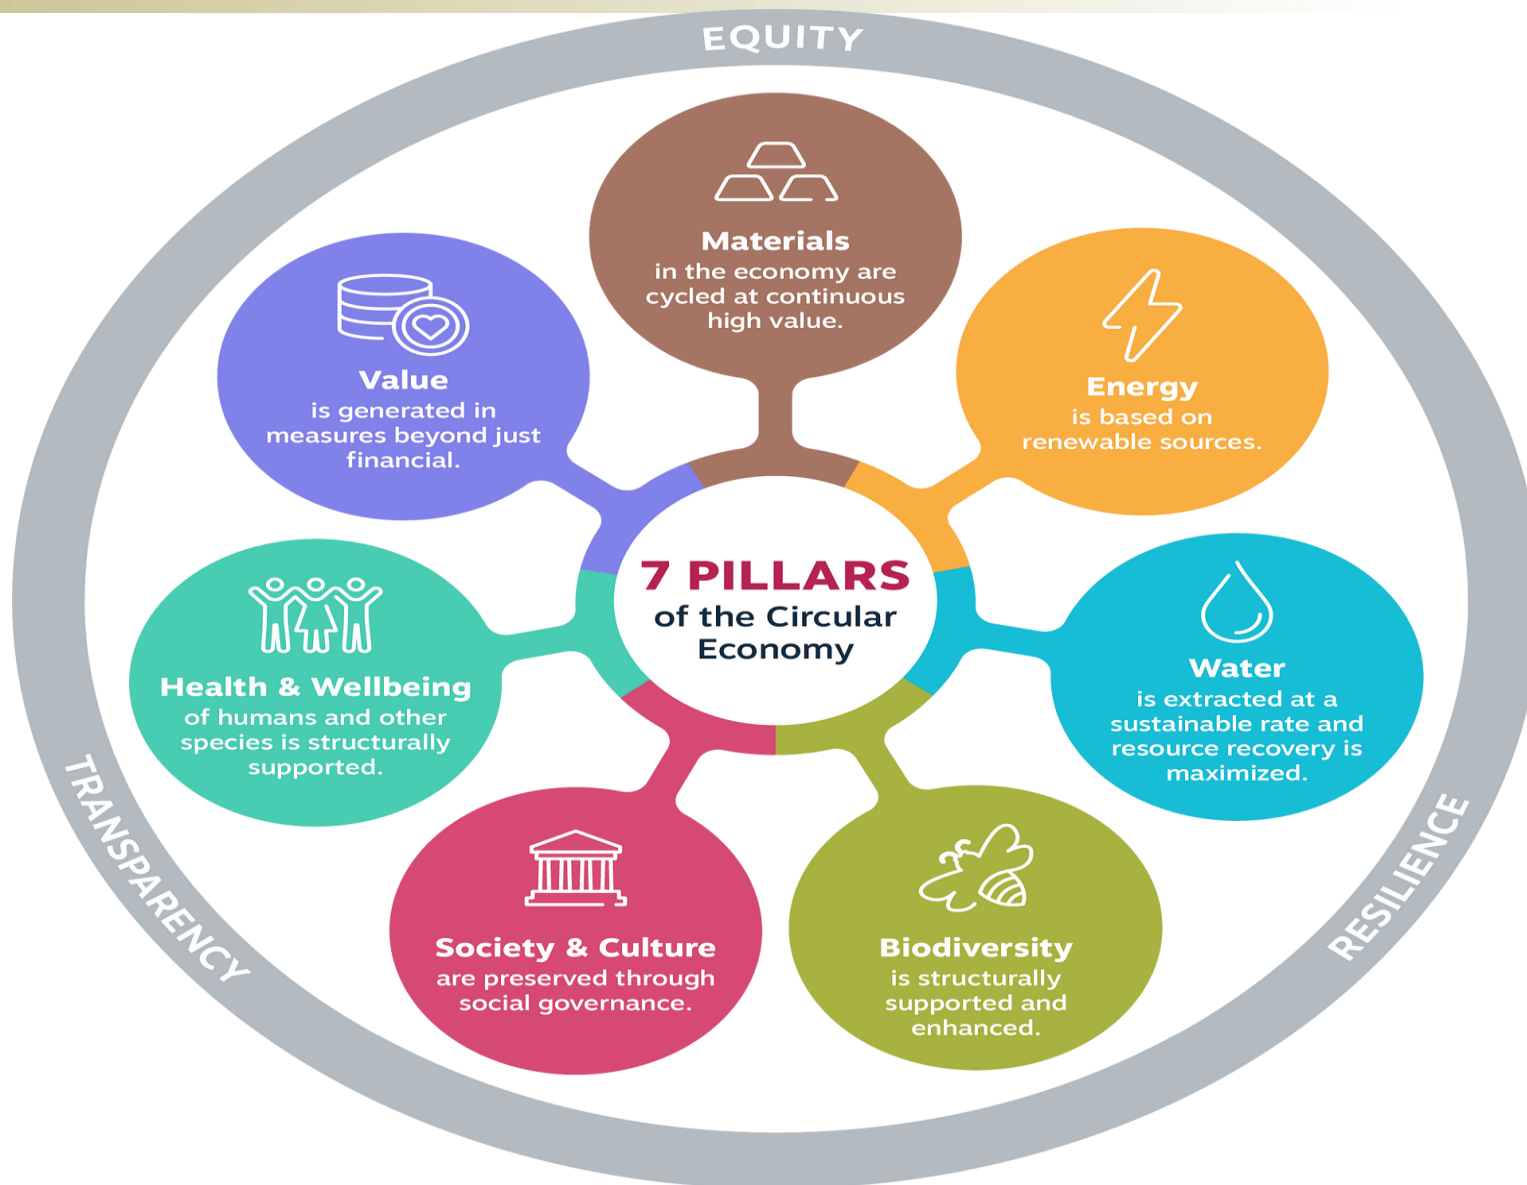 EQUITY
Materials
in the economy are
cycled at continuous
high value.
Energy
is based on
renewable sources.
Water
is extracted at a
sustainable rate and
resource recovery is
maximized.
Biodiversity
is structurally
supported and
enhanced.
Society & Culture
are preserved through
social governance.
Health & Wellbeing
of humans and other
species is structurally
supported.
Value
is generated in
measures beyond just
financial.
7 PILLARS
of the Circular
Economy
TRANSPARENCY
RESILIENCE